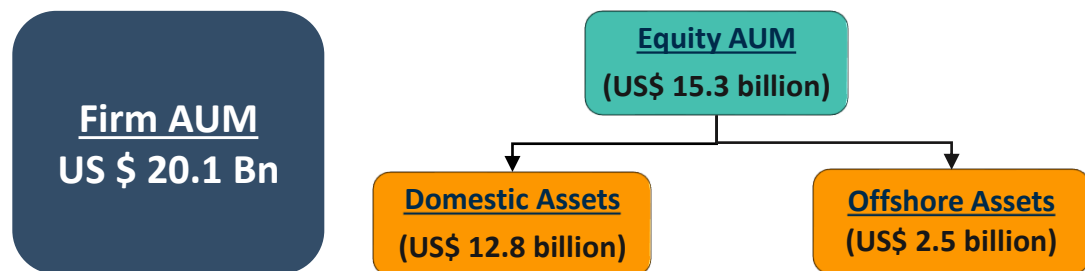 Firm AUM
US $ 20.1 Bn
Equity AUM
(US$ 15.3 billion)
Domestic Assets
(US$ 12.8 billion)
Offshore Assets
(US$ 2.5 billion)